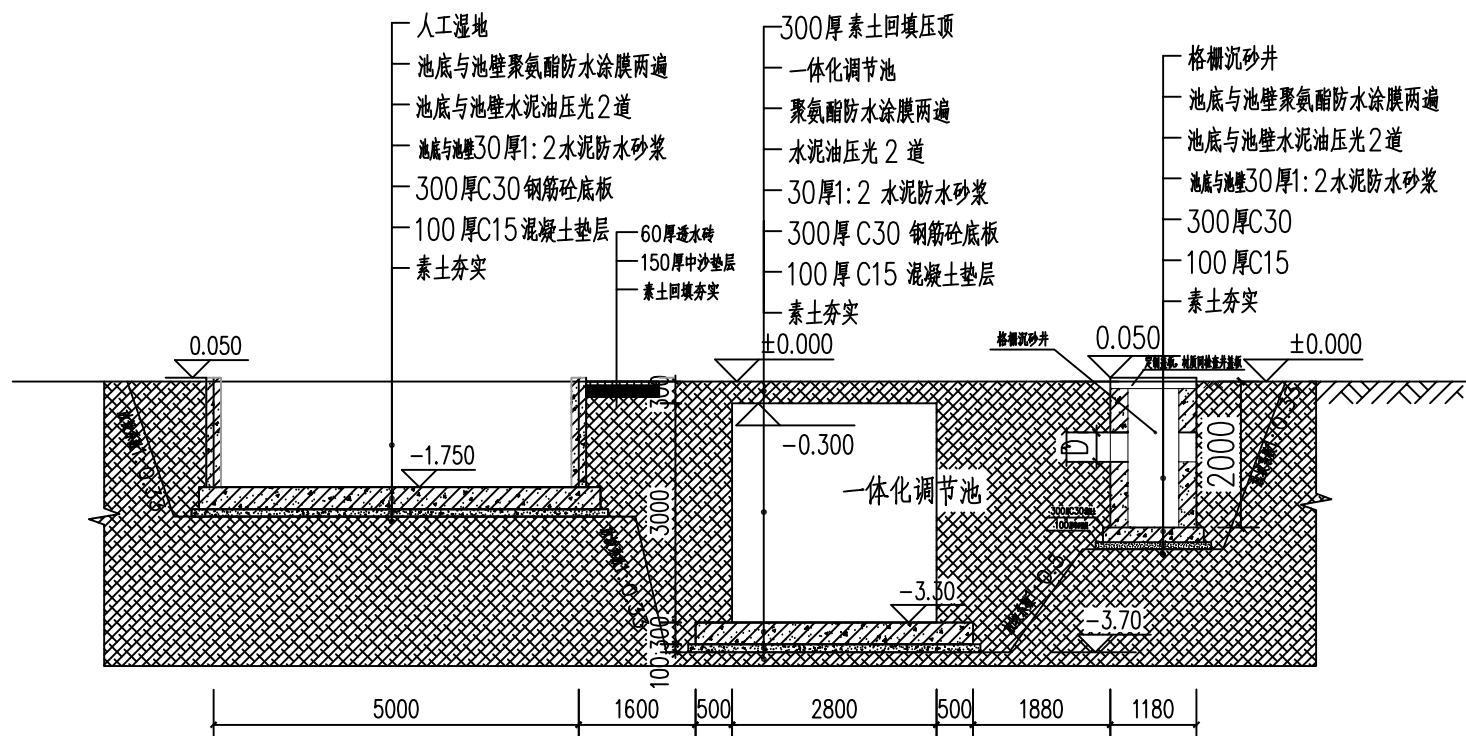 人工湿地
池底与池壁聚氨酯防水涂膜两遍
池底与池壁水泥油压光2道
池底与池壁30厚1:2水泥防水砂浆
300厚C30钢筋砼底板
100厚C15混凝土垫层
素土夯实
60厚透水砖
150厚中沙垫层
素土回填夯实
300厚素土回填压顶
一体化调节池
聚氨酯防水涂膜两遍
水泥油压光 2 道
30厚1:2 水泥防水砂浆
300厚 C30 钢筋砼底板
100 厚 C15 混凝土垫层
素土夯实
格栅沉砂井
池底与池壁聚氨酯防水涂膜两遍
池底与池壁水泥油压光2道
池底与池壁30厚1:2水泥防水砂浆
300厚C30
100厚C15
素土夯实
0.050
±0.000
格栅沉砂井
0.050
±0.000
300
-0.300
D
2000
-1.750
一体化调节池
3000
1:0.33
1:0.33
1:0.33
-3.30
-3.70
300
100
5000
1600
500
2800
500
1880
1180